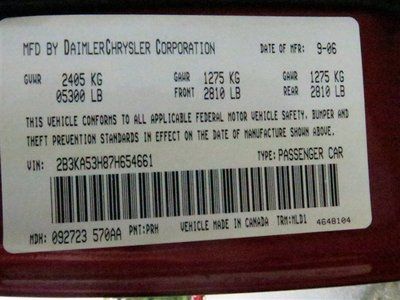 MFD BY DAIMLERCHRYSLER CORPORATION DATE OF MFR: 9-06
GVWR 2405 KG GAWR 1275 KG GAWR 1275 KG
05300 LB FRONT 2810 LB REAR 2810 LB
THIS VEHICLE CONFORMS TO ALL APPLICABLE FEDERAL MOTOR VEHICLE SAFETY, BUMPER AND
THEFT PREVENTION STANDARDS IN EFFECT ON THE DATE OF MANUFACTURE SHOWN ABOVE.
VIN: 2B3KA53H87H654661 TYPE: PASSENGER CAR
MDH: 092723 570AA PNT: PRH VEHICLE MADE IN CANADA TRM: MLD1 4648104